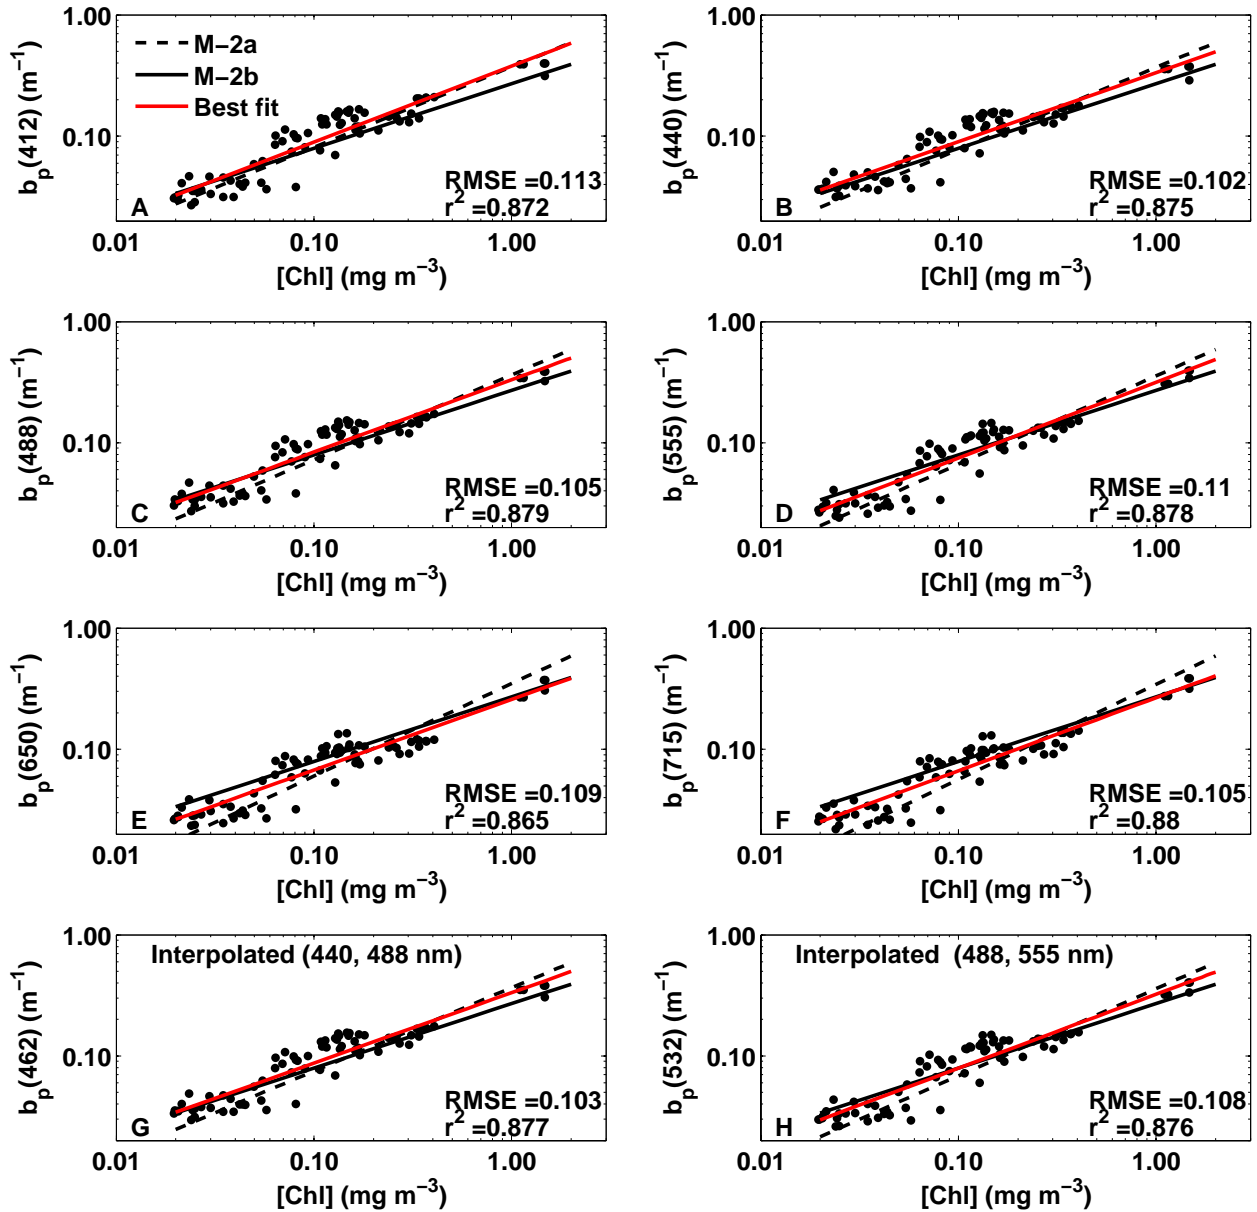 1.00
M−2a
M−2b
Best fit
0.10
RMSE =0.113
r² =0.872
A
0.01 0.10 1.00
[Chl] (mg m⁻³)
b_p(412) (m⁻¹)
1.00
0.10
RMSE =0.102
r² =0.875
B
0.01 0.10 1.00
[Chl] (mg m⁻³)
b_p(440) (m⁻¹)
1.00
0.10
RMSE =0.105
r² =0.879
C
0.01 0.10 1.00
[Chl] (mg m⁻³)
b_p(488) (m⁻¹)
1.00
0.10
RMSE =0.11
r² =0.878
D
0.01 0.10 1.00
[Chl] (mg m⁻³)
b_p(555) (m⁻¹)
1.00
0.10
RMSE =0.109
r² =0.865
E
0.01 0.10 1.00
[Chl] (mg m⁻³)
b_p(650) (m⁻¹)
1.00
0.10
RMSE =0.105
r² =0.88
F
0.01 0.10 1.00
[Chl] (mg m⁻³)
b_p(715) (m⁻¹)
1.00
Interpolated (440, 488 nm)
0.10
RMSE =0.103
r² =0.877
G
0.01 0.10 1.00
[Chl] (mg m⁻³)
b_p(462) (m⁻¹)
1.00
Interpolated (488, 555 nm)
0.10
RMSE =0.108
r² =0.876
H
0.01 0.10 1.00
[Chl] (mg m⁻³)
b_p(532) (m⁻¹)